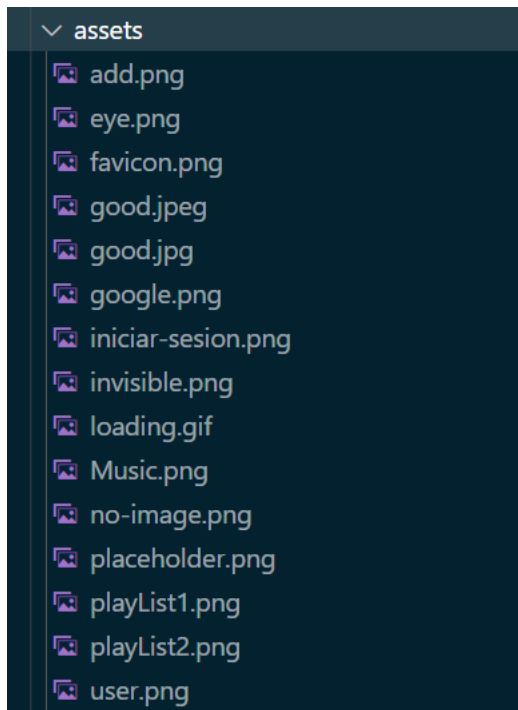 assets
add.png
eye.png
favicon.png
good.jpeg
good.jpg
google.png
iniciar-sesion.png
invisible.png
loading.gif
Music.png
no-image.png
placeholder.png
playList1.png
playList2.png
user.png